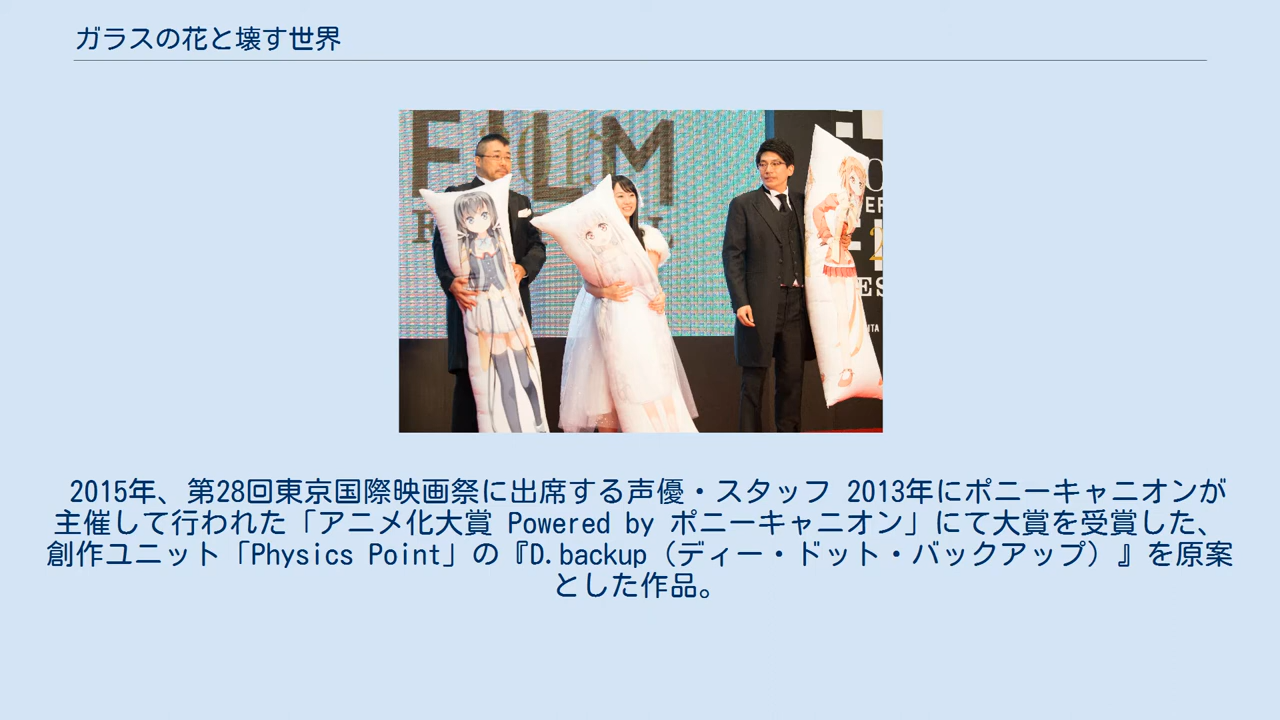 ガラスの花と壊す世界
FILM
2015年、第28回東京国際映画祭に出席する声優・スタッフ 2013年にポニーキャニオンが
主催して行われた「アニメ化大賞 Powered by ポニーキャニオン」にて大賞を受賞した、
創作ユニット「Physics Point」の『D.backup（ディー・ドット・バックアップ）』を原案
とした作品。